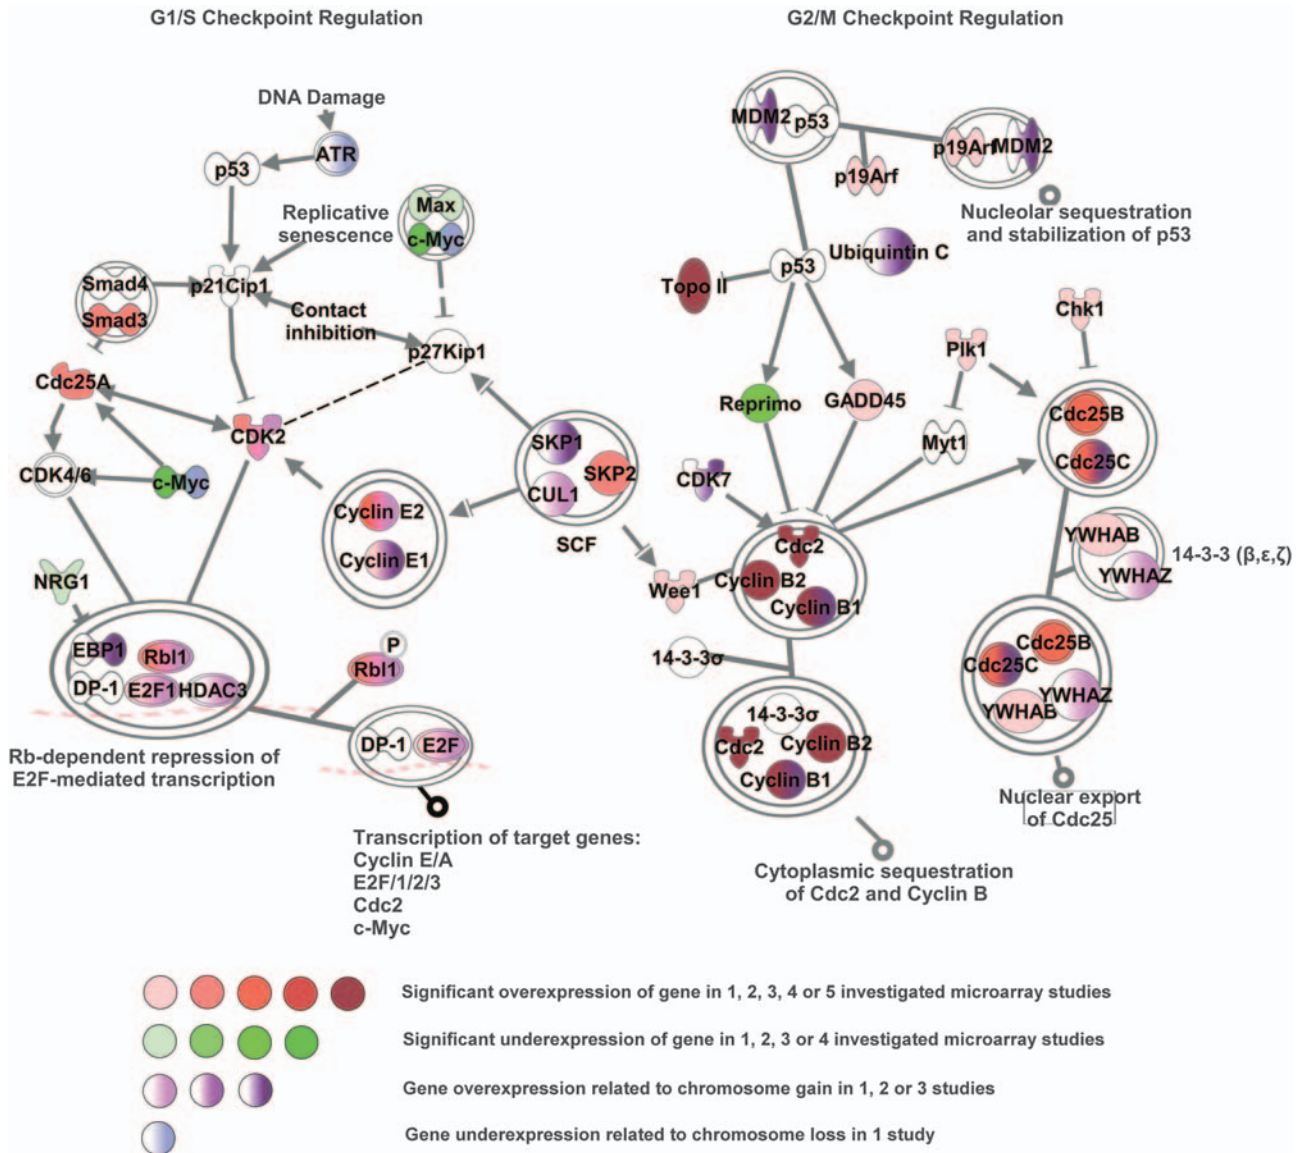 G1/S Checkpoint Regulation
G2/M Checkpoint Regulation
DNA Damage
ATR
p53
Replicative
senescence
Max
c-Myc
Smad4
Smad3
p21Cip1
Contact
inhibition
p27Kip1
Cdc25A
CDK2
CDK4/6
c-Myc
SKP1
SKP2
CUL1
SCF
Cyclin E2
Cyclin E1
NRG1
EBP1
Rbl1
DP-1
E2F1
HDAC3
P
Rbl1
DP-1
E2F
Rb-dependent repression of
E2F-mediated transcription
Transcription of target genes:
Cyclin E/A
E2F/1/2/3
Cdc2
c-Myc
MDM2
p53
p19Arf
p19Arf
MDM2
Nucleolar sequestration
and stabilization of p53
Ubiquintin C
p53
Topo II
Chk1
Plk1
Reprimo
GADD45
Myt1
Cdc25B
Cdc25C
CDK7
Cdc2
Cyclin B2
Cyclin B1
Wee1
YWHAB
YWHAZ
14-3-3 (β,ε,ζ)
14-3-3σ
14-3-3σ
Cdc2
Cyclin B2
Cyclin B1
Cdc25B
Cdc25C
YWHAZ
YWHAB
Nuclear export
of Cdc25
Cytoplasmic sequestration
of Cdc2 and Cyclin B
Significant overexpression of gene in 1, 2, 3, 4 or 5 investigated microarray studies
Significant underexpression of gene in 1, 2, 3 or 4 investigated microarray studies
Gene overexpression related to chromosome gain in 1, 2 or 3 studies
Gene underexpression related to chromosome loss in 1 study